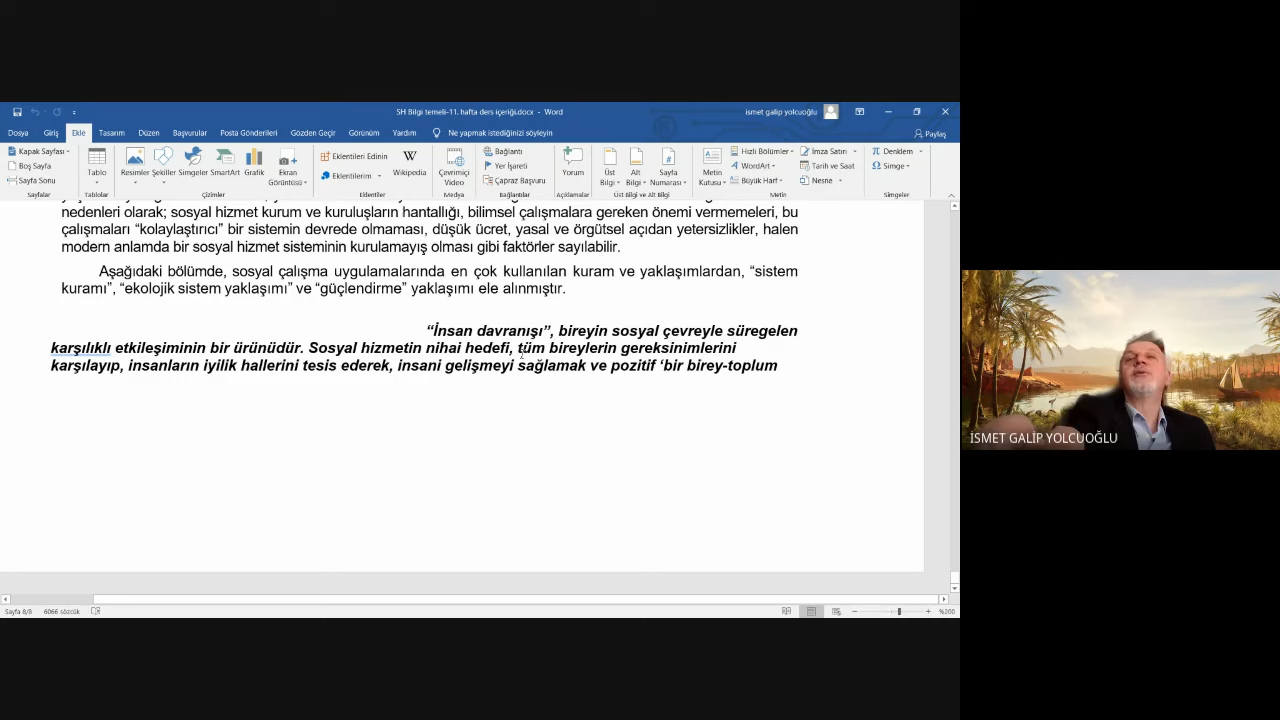 SH Bilgi temeli-11. hafta ders içeriği.docx - Word
ismet galip yolcuoğlu
Dosya Giriş Ekle Tasarım Düzen Başvurular Posta Gönderileri Gözden Geçir Görünüm Yardım Ne yapmak istediğinizi söyleyin Paylaş
Kapak Sayfası
Boş Sayfa
Sayfa Sonu
Sayfalar
Tablo
Tablolar
Resimler Şekiller Simgeler SmartArt Grafik Ekran Görüntüsü
Çizimler
Eklentileri Edinin
Eklentilerim
Wikipedia
Eklentiler
Çevrimiçi Video
Medya
Bağlantı
Yer İşareti
Çapraz Başvuru
Bağlantılar
Yorum
Açıklamalar
Üst Bilgi Alt Bilgi Sayfa Numarası
Üst Bilgi ve Alt Bilgi
Metin Kutusu
Hızlı Bölümler
WordArt
Büyük Harf
İmza Satırı
Tarih ve Saat
Nesne
Metin
Denklem
Simge
Simgeler
nedenleri olarak; sosyal hizmet kurum ve kuruluşların hantallığı, bilimsel çalışmalara gereken önemi vermemeleri, bu
çalışmaları “kolaylaştırıcı” bir sistemin devrede olmaması, düşük ücret, yasal ve örgütsel açıdan yetersizlikler, halen
modern anlamda bir sosyal hizmet sisteminin kurulamayış olması gibi faktörler sayılabilir.
Aşağıdaki bölümde, sosyal çalışma uygulamalarında en çok kullanılan kuram ve yaklaşımlardan, “sistem
kuramı”, “ekolojik sistem yaklaşımı” ve “güçlendirme” yaklaşımı ele alınmıştır.
“İnsan davranışı”, bireyin sosyal çevreyle süregelen
karşılıklı etkileşiminin bir ürünüdür. Sosyal hizmetin nihai hedefi, tüm bireylerin gereksinimlerini
karşılayıp, insanların iyilik hallerini tesis ederek, insani gelişmeyi sağlamak ve pozitif ‘bir birey-toplum
Sayfa 8/8 6066 sözcük
%200
İSMET GALİP YOLCUOĞLU